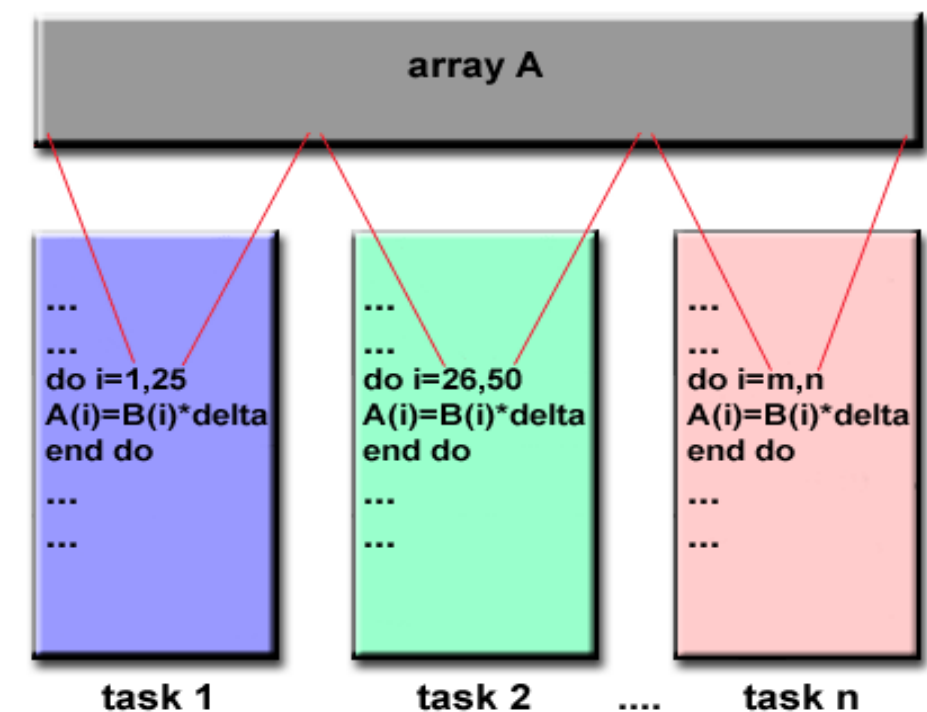 array A
...
...
do i=1,25
A(i)=B(i)*delta
end do
...
...
task 1
...
...
do i=26,50
A(i)=B(i)*delta
end do
...
...
task 2
....
...
...
do i=m,n
A(i)=B(i)*delta
end do
...
...
task n